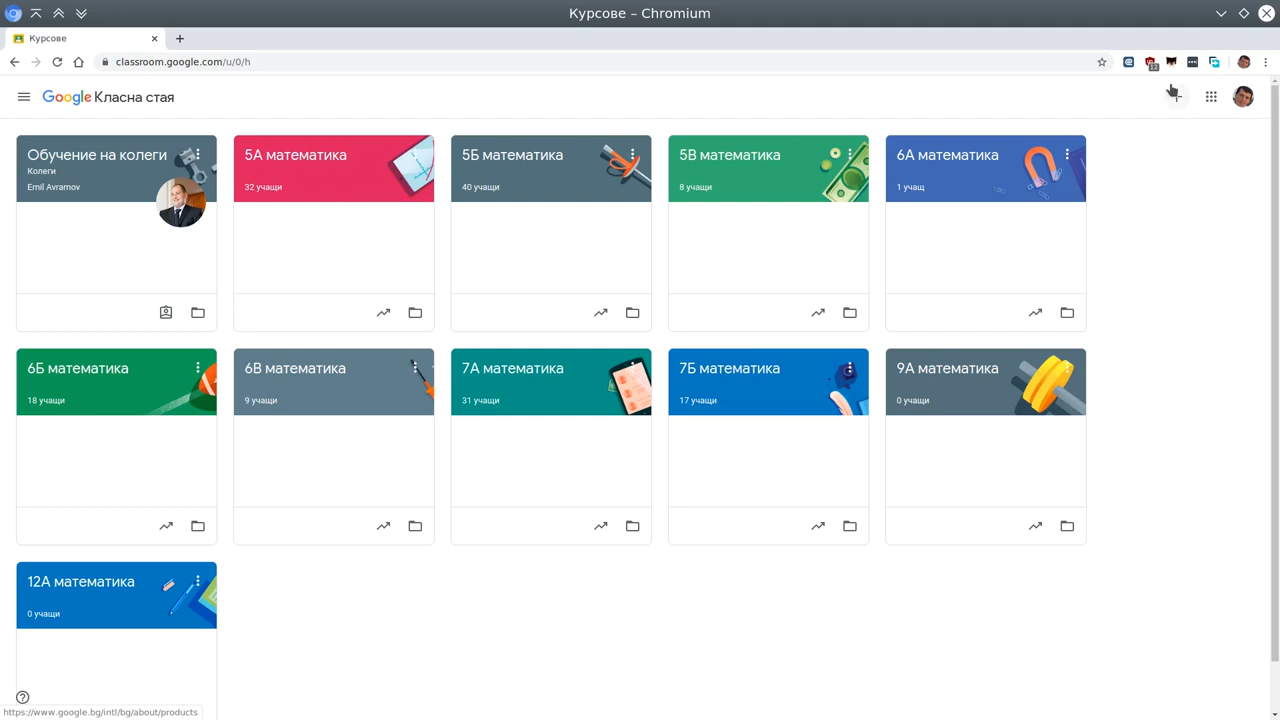 Курсове – Chromium
Курсове
classroom.google.com/u/0/h
12
Google Класна стая
Обучение на колеги
Колеги
Emil Avramov
5А математика
32 учащи
5Б математика
40 учащи
5В математика
8 учащи
6А математика
1 учащ
6Б математика
18 учащи
6В математика
9 учащи
7А математика
31 учащи
7Б математика
17 учащи
9А математика
0 учащи
12А математика
0 учащи
https://www.google.bg/intl/bg/about/products